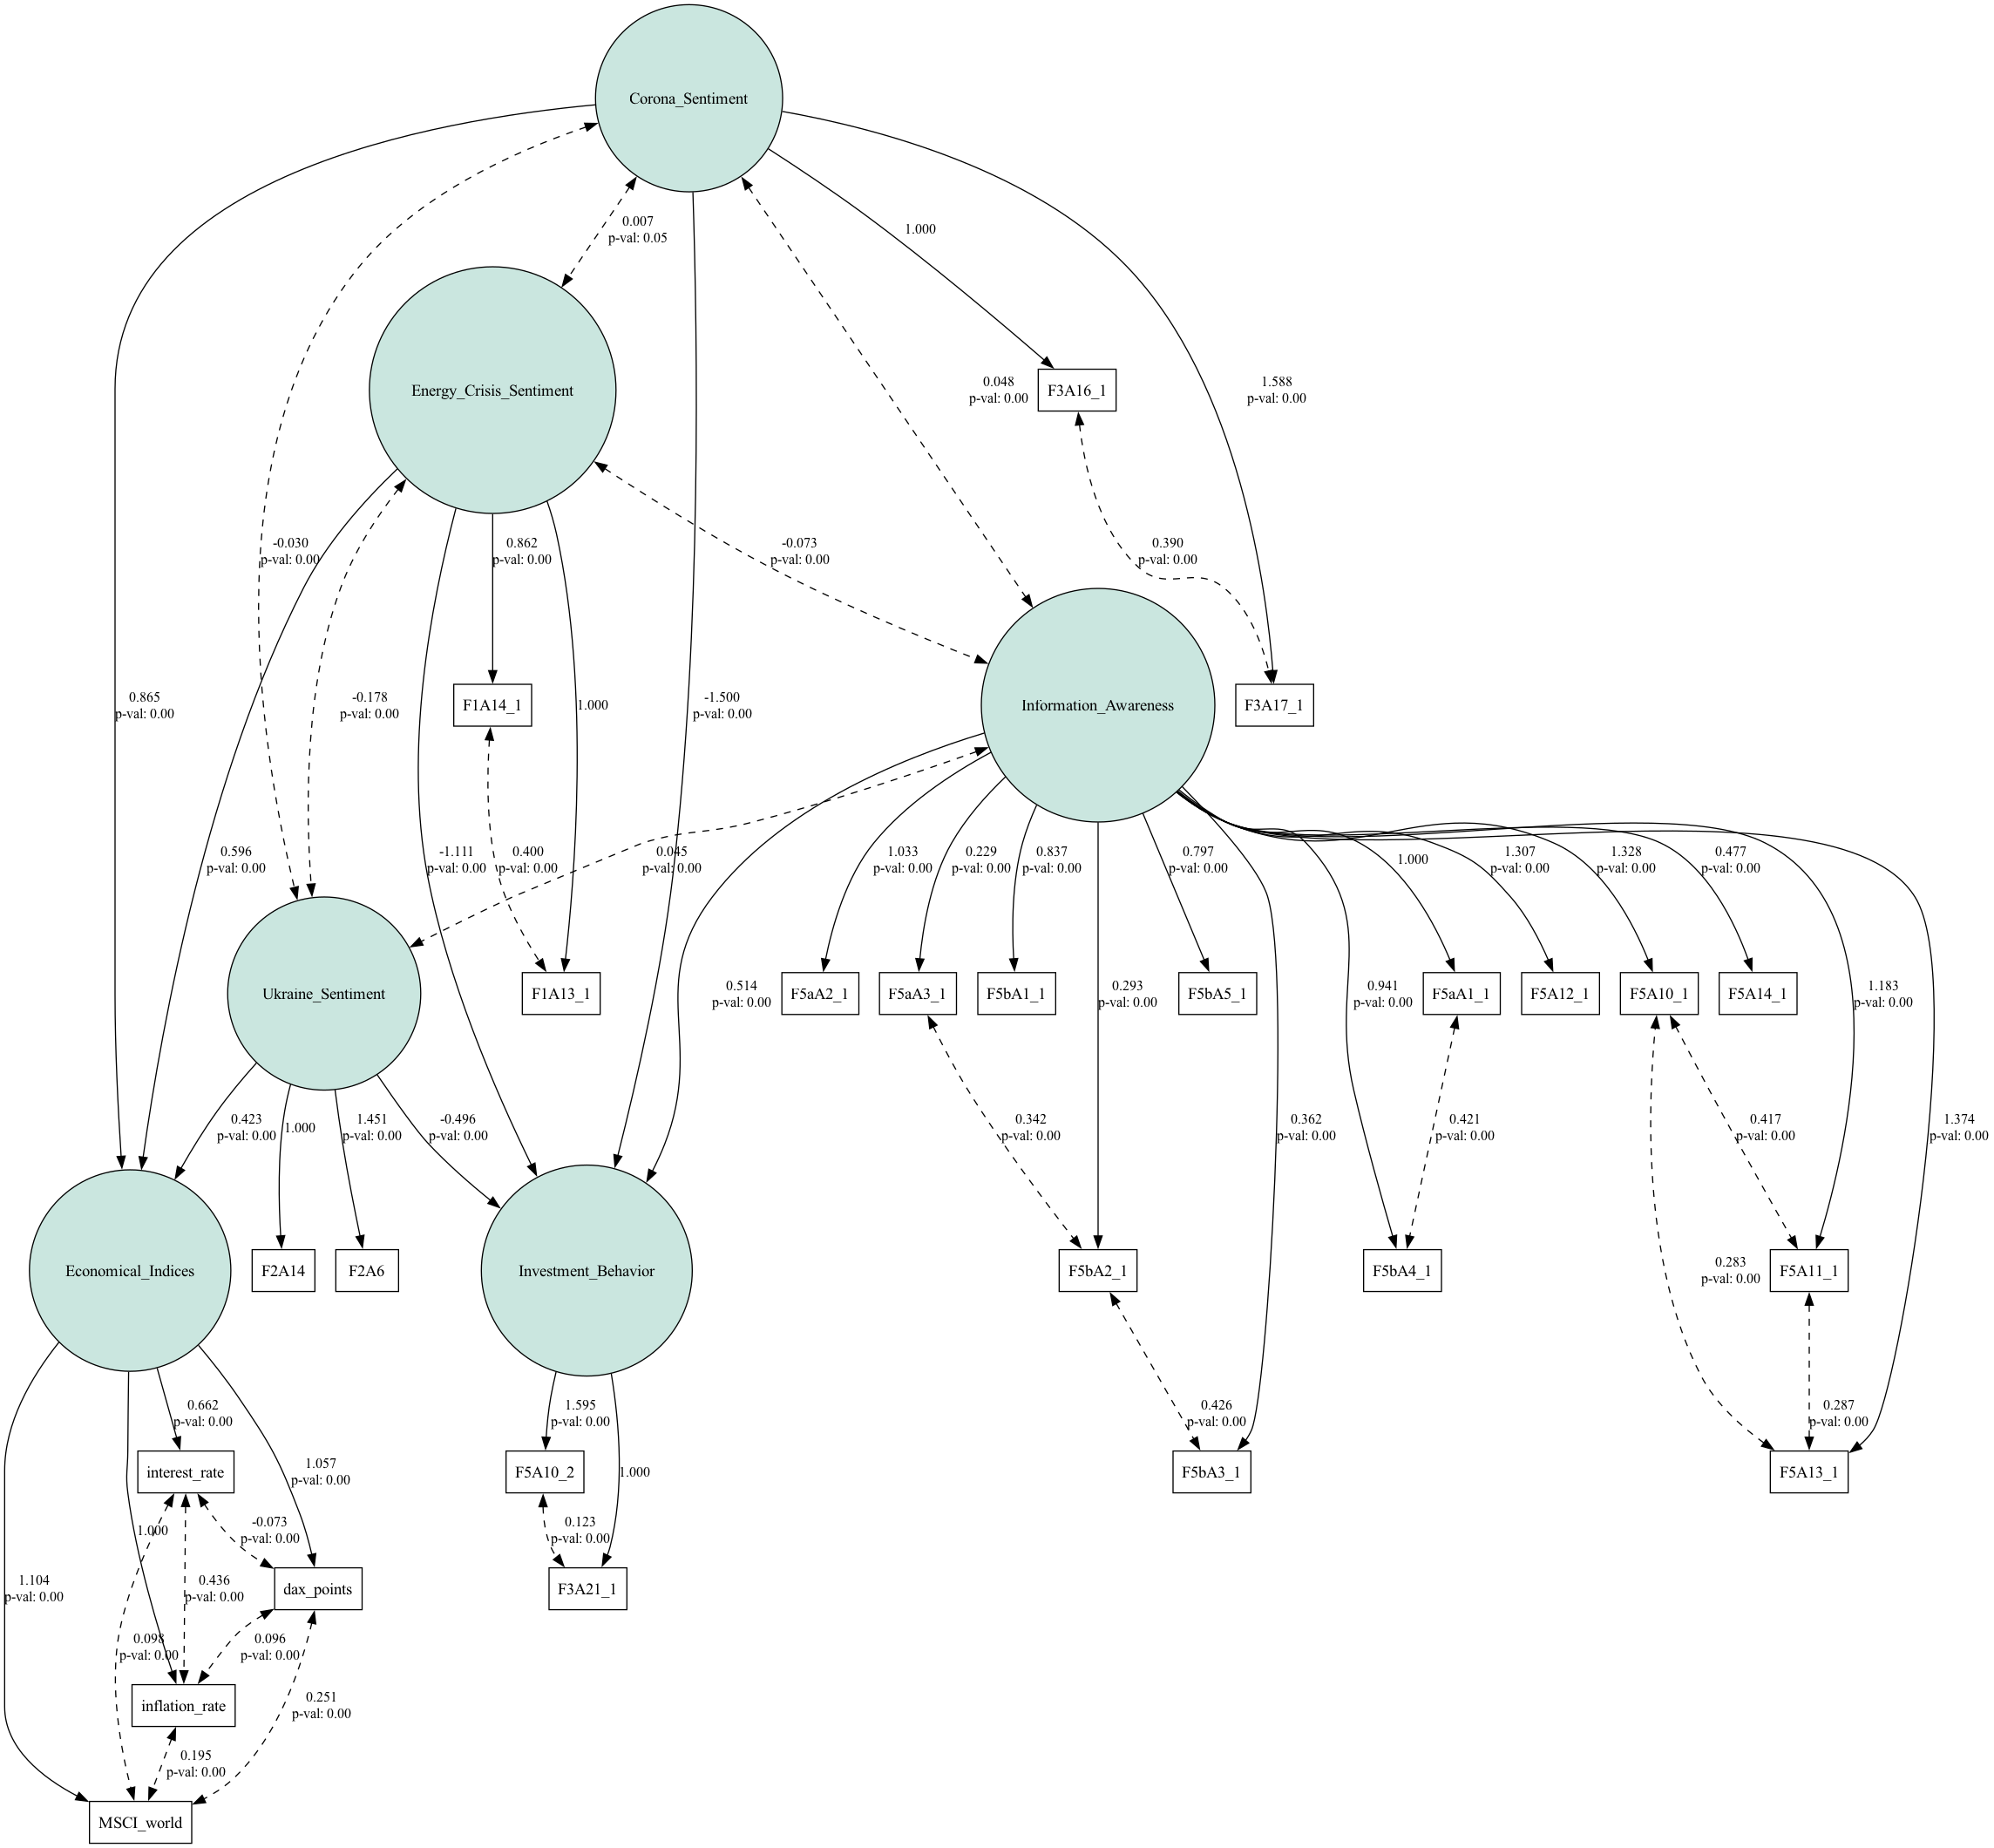 Corona_Sentiment
0.007
p-val: 0.05
1.000
Energy_Crisis_Sentiment
0.048
p-val: 0.00
F3A16_1
1.588
p-val: 0.00
-0.030
p-val: 0.00
0.862
p-val: 0.00
-0.073
p-val: 0.00
0.390
p-val: 0.00
0.865
p-val: 0.00
-0.178
p-val: 0.00
F1A14_1
1.000
-1.500
p-val: 0.00
Information_Awareness
F3A17_1
0.596
p-val: 0.00
-1.111
p-val: 0.00
0.400
p-val: 0.00
0.045
p-val: 0.00
1.033
p-val: 0.00
0.229
p-val: 0.00
0.837
p-val: 0.00
0.797
p-val: 0.00
1.000
1.307
p-val: 0.00
1.328
p-val: 0.00
0.477
p-val: 0.00
Ukraine_Sentiment
F1A13_1
0.514
p-val: 0.00
F5aA2_1
F5aA3_1
F5bA1_1
0.293
p-val: 0.00
F5bA5_1
0.941
p-val: 0.00
F5aA1_1
F5A12_1
F5A10_1
F5A14_1
1.183
p-val: 0.00
0.423
p-val: 0.00
1.000
1.451
p-val: 0.00
-0.496
p-val: 0.00
0.342
p-val: 0.00
0.362
p-val: 0.00
0.421
p-val: 0.00
0.417
p-val: 0.00
1.374
p-val: 0.00
Economical_Indices
F2A14
F2A6
Investment_Behavior
F5bA2_1
F5bA4_1
0.283
p-val: 0.00
F5A11_1
0.662
p-val: 0.00
1.595
p-val: 0.00
0.426
p-val: 0.00
0.287
p-val: 0.00
interest_rate
1.057
p-val: 0.00
F5A10_2
1.000
F5bA3_1
F5A13_1
1.000
-0.073
p-val: 0.00
0.123
p-val: 0.00
1.104
p-val: 0.00
0.436
p-val: 0.00
dax_points
F3A21_1
0.098
p-val: 0.00
0.096
p-val: 0.00
inflation_rate
0.251
p-val: 0.00
0.195
p-val: 0.00
MSCI_world